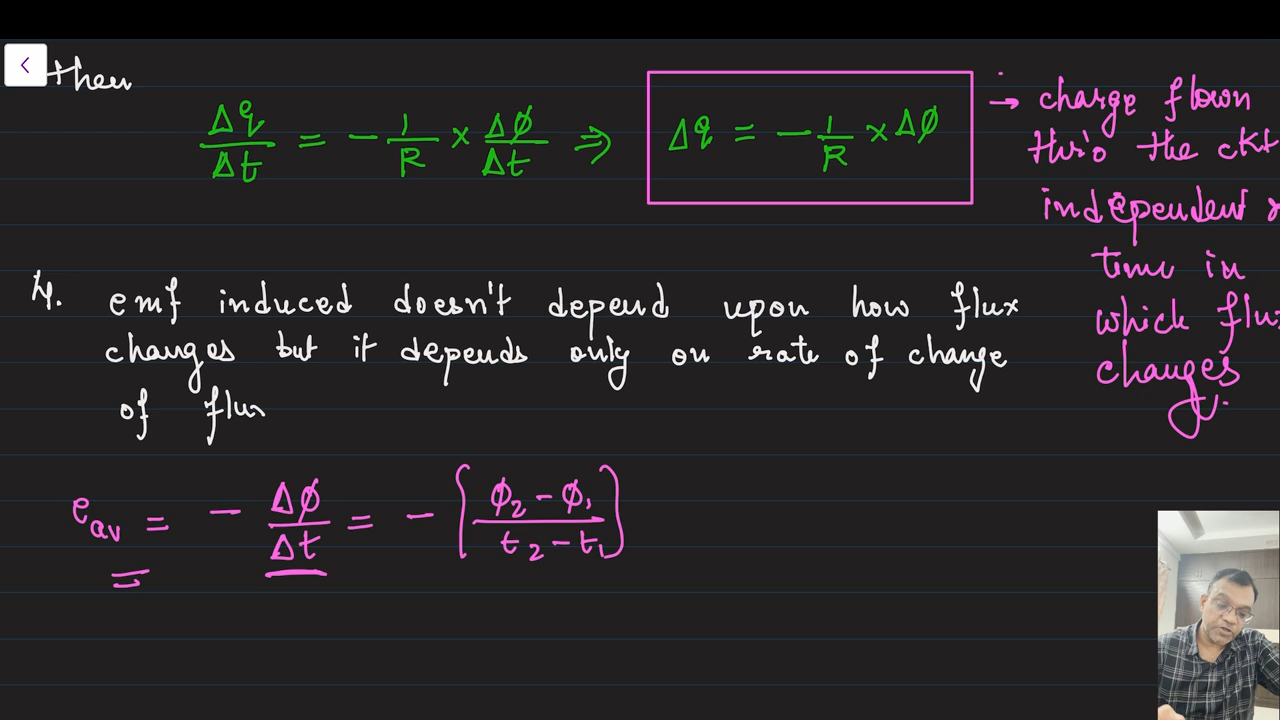 then
Δq/Δt = - 1/R × Δϕ/Δt ⇒ Δq = - 1/R × Δϕ
→ charge flown
thro the ckt
independent
time in
which flux
changes
4. emf induced doesn't depend upon how flux
changes but it depends only on rate of change
of flux
e_av = - Δϕ/Δt = - [ϕ₂ - ϕ₁ / t₂ - t₁]